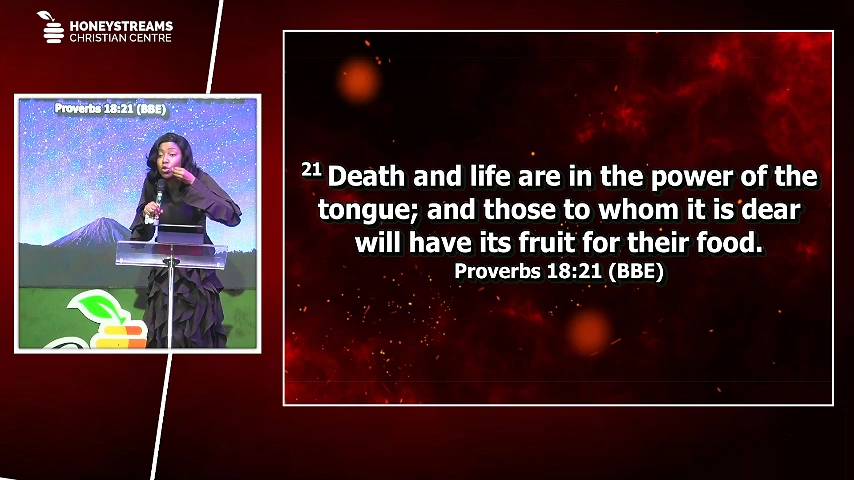 HONEYSTREAMS
CHRISTIAN CENTRE
Proverbs 18:21 (BBE)
21 Death and life are in the power of the
tongue; and those to whom it is dear
will have its fruit for their food.
Proverbs 18:21 (BBE)